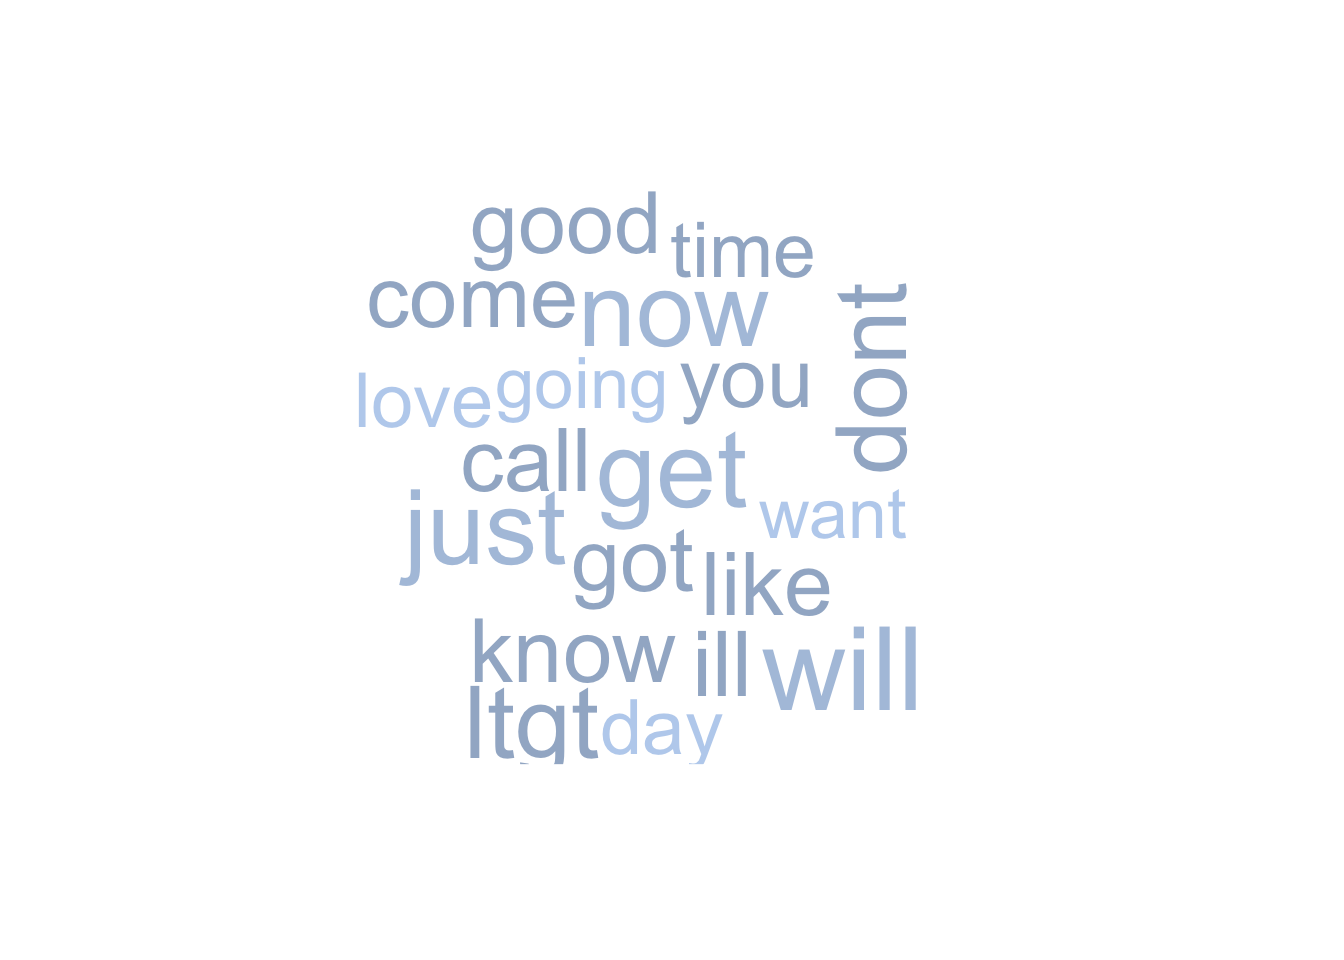 good time
come now
dont
love going you
call get
just want
got like
know ill will
ltgt day